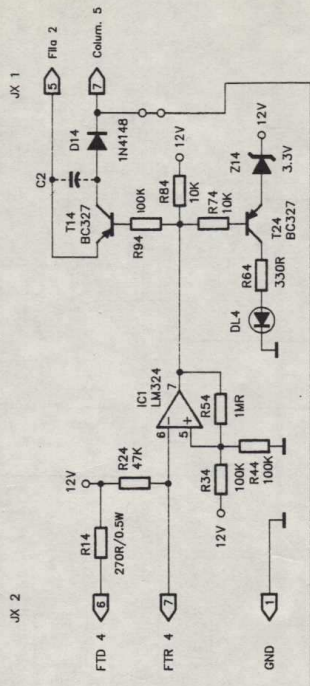 JX 1
5
Fila 2
7
Colum. 5
D14
1N4148
C2
T14
BC327
R94
100K
12V
R84
10K
R74
10K
12V
Z14
3.3V
T24
BC327
R64
330R
DL4
IC1
LM324
6
5
7
-
+
R54
1MR
R34
100K
R44
100K
12V
12V
R24
47K
R14
270R/0.5W
JX 2
FTD 4
6
FTR 4
7
GND
1